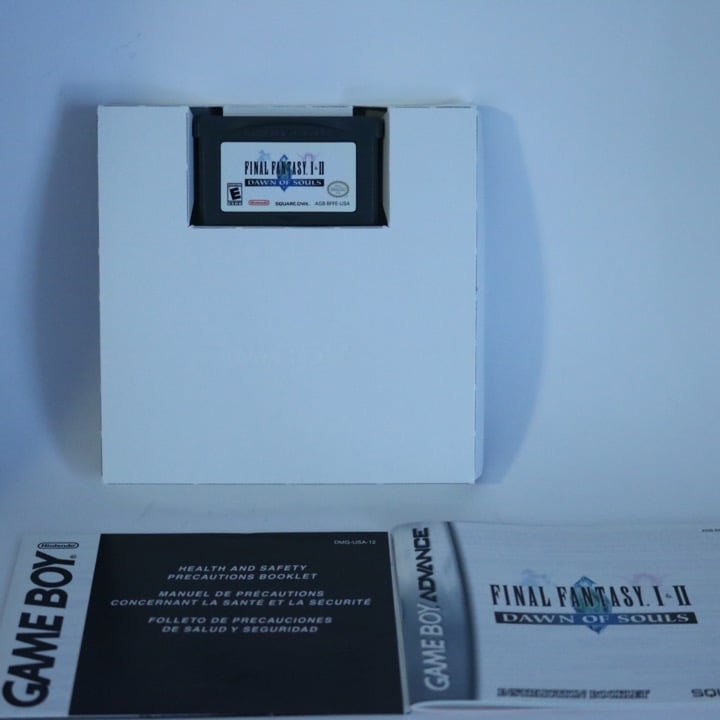 FINAL FANTASY. I & II
DAWN OF SOULS
E
Nintendo
SQUARE ENIX.
AGB-BFFE-USA
Nintendo
GAME BOY
DMG-USA-12
HEALTH AND SAFETY
PRECAUTIONS BOOKLET
MANUEL DE PRÉCAUTIONS
CONCERNANT LA SANTÉ ET LA SÉCURITÉ
FOLLETO DE PRECAUCIONES
DE SALUD Y SEGURIDAD
GAME BOY ADVANCE
FINAL FANTASY. I & II
DAWN OF SOULS
INSTRUCTION BOOKLET
SQU